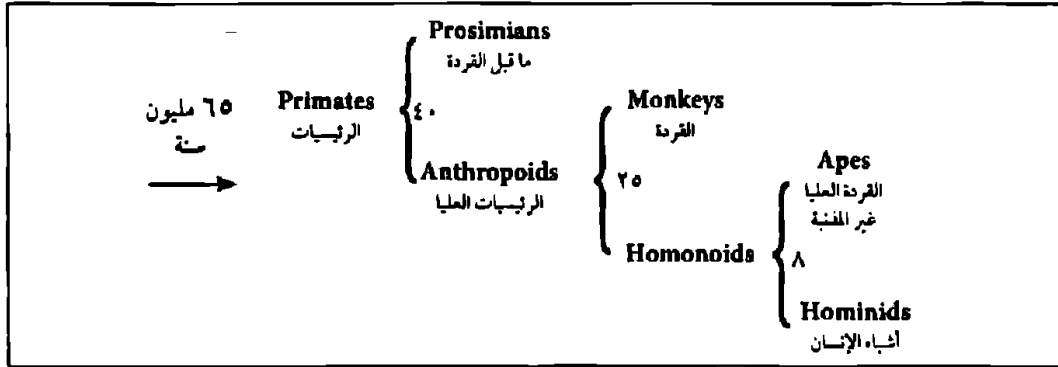 Prosimians
ما قبل القردة
٦٥ مليون
سنة
Primates
الرئيسيات
٤٠
Anthropoids
الرئيسيات العليا
Monkeys
القردة
٢٥
Homonoids
Apes
القردة العليا
غير المذنبة
٨
Hominids
أشباه الإنسان